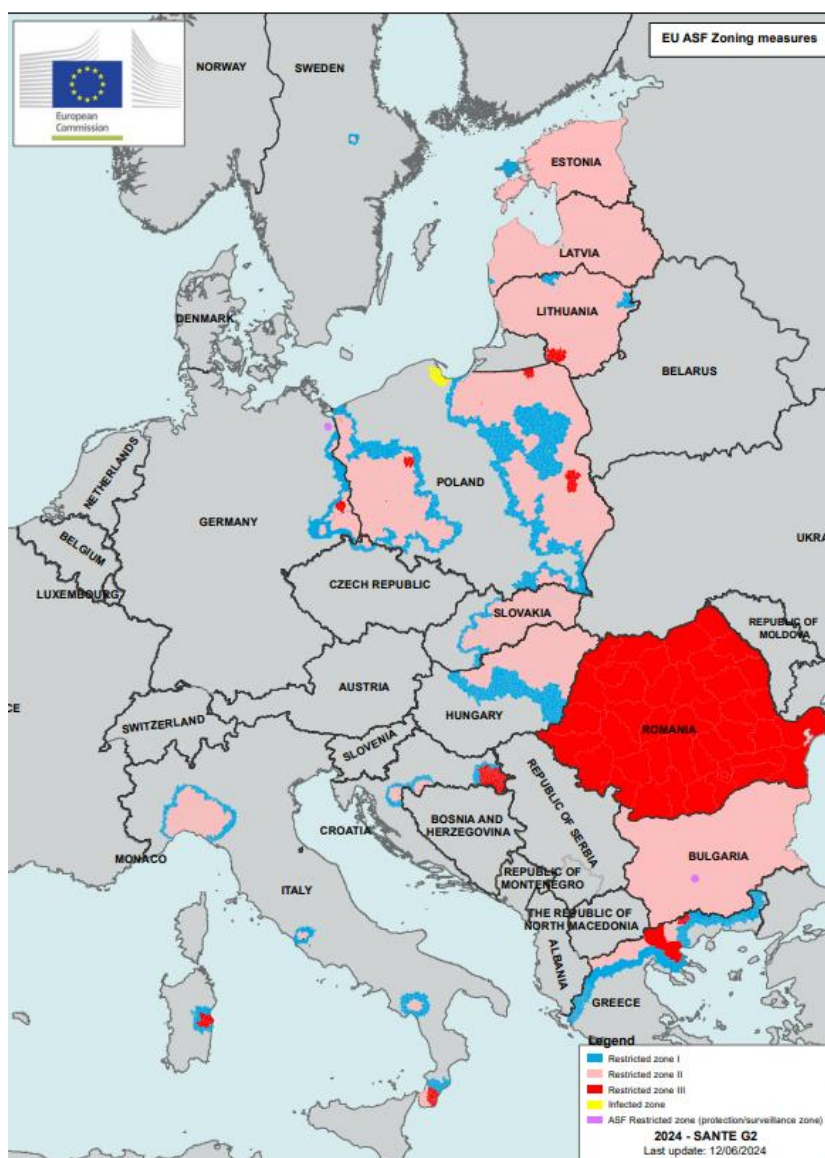 EU ASF Zoning measures
European
Commission
NORWAY
SWEDEN
ESTONIA
LATVIA
LITHUANIA
DENMARK
BELARUS
NETHERLANDS
POLAND
GERMANY
BELGIUM
UKRA
LUXEMBOURG
CZECH REPUBLIC
SLOVAKIA
REPUBLIC OF
MOLDOVA
AUSTRIA
CE
HUNGARY
SWITZERLAND
ROMANIA
SLOVENIA
REPUBLIC OF SERBIA
BOSNIA AND
HERZEGOVINA
CROATIA
MONACO
BULGARIA
REPUBLIC OF
MONTENEGRO
ITALY
THE REPUBLIC OF
NORTH MACEDONIA
ALBANIA
GREECE
Legend
Restricted zone I
Restricted zone II
Restricted zone III
Infected zone
ASF Restricted zone (protection/surveillance zone)
2024 - SANTE G2
Last update: 12/06/2024